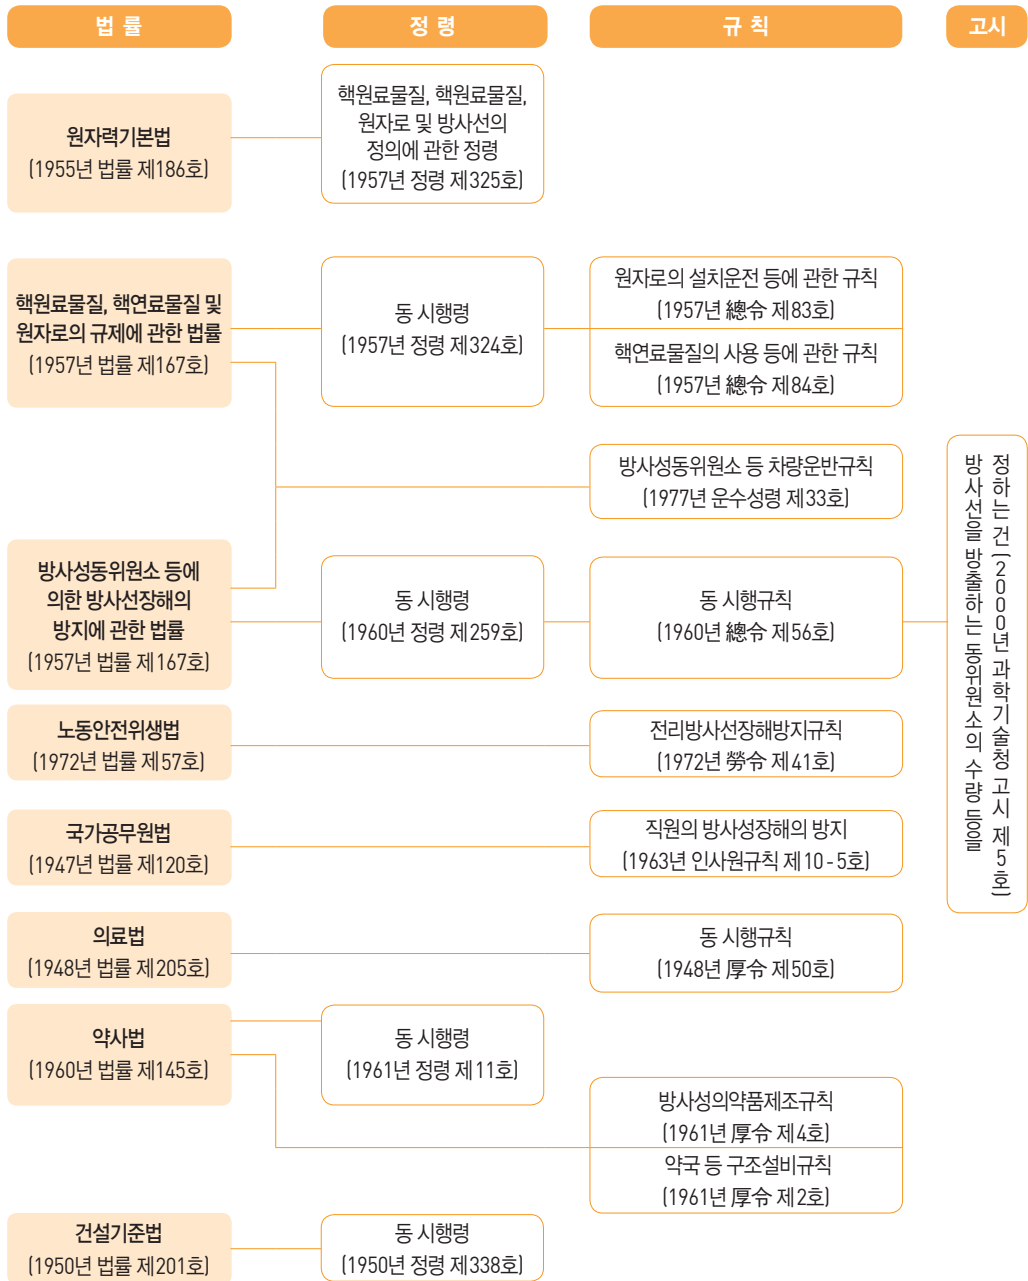 법 률
정 령
규 칙
고시
원자력기본법
(1955년 법률 제186호)
핵원료물질, 핵원료물질,
원자로 및 방사선의
정의에 관한 정령
(1957년 정령 제325호)
핵원료물질, 핵연료물질 및
원자로의 규제에 관한 법률
(1957년 법률 제167호)
동 시행령
(1957년 정령 제324호)
원자로의 설치운전 등에 관한 규칙
(1957년 總令 제83호)
핵연료물질의 사용 등에 관한 규칙
(1957년 總令 제84호)
방사성동위원소 등 차량운반규칙
(1977년 운수성령 제33호)
방사성동위원소 등에
의한 방사선장해의
방지에 관한 법률
(1957년 법률 제167호)
동 시행령
(1960년 정령 제259호)
동 시행규칙
(1960년 總令 제56호)
방사선을 방출하는 동위원소의 수량 등을
정하는 건(2000년 과학기술청 고시 제5호)
노동안전위생법
(1972년 법률 제57호)
전리방사선장해방지규칙
(1972년 勞令 제41호)
국가공무원법
(1947년 법률 제120호)
직원의 방사성장해의 방지
(1963년 인사원규칙 제10-5호)
의료법
(1948년 법률 제205호)
동 시행규칙
(1948년 厚令 제50호)
약사법
(1960년 법률 제145호)
동 시행령
(1961년 정령 제11호)
방사성의약품제조규칙
(1961년 厚令 제4호)
약국 등 구조설비규칙
(1961년 厚令 제2호)
건설기준법
(1950년 법률 제201호)
동 시행령
(1950년 정령 제338호)